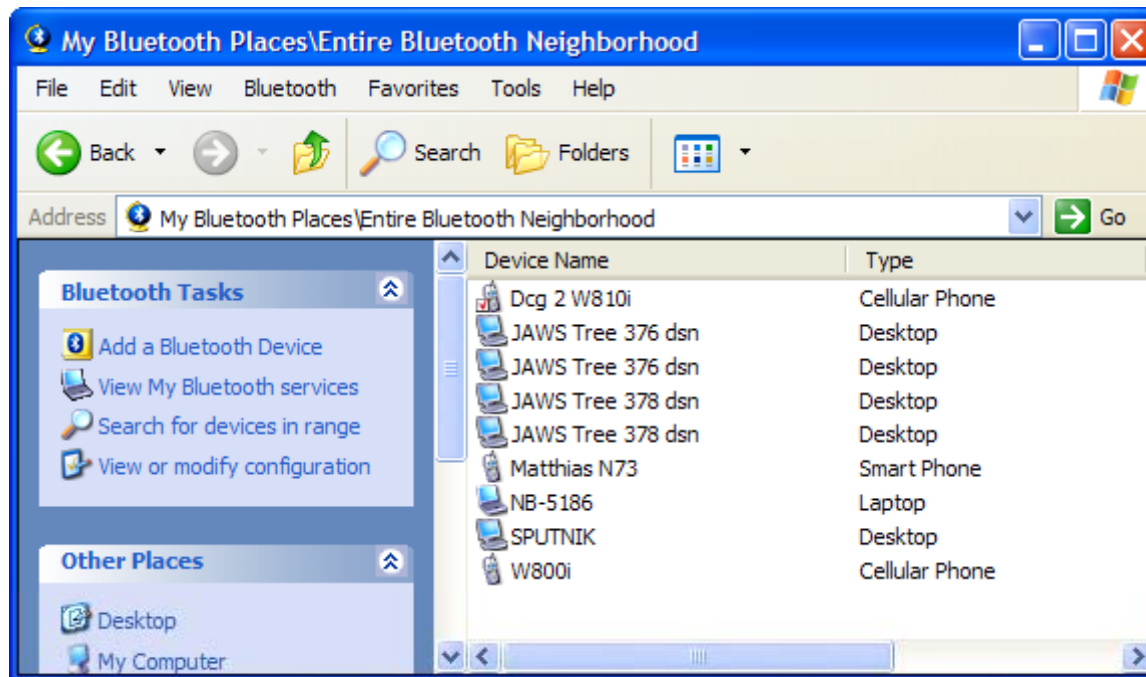 My Bluetooth Places\Entire Bluetooth Neighborhood
File Edit View Bluetooth Favorites Tools Help
Back Search Folders
Address My Bluetooth Places\Entire Bluetooth Neighborhood Go
Bluetooth Tasks
Add a Bluetooth Device
View My Bluetooth services
Search for devices in range
View or modify configuration
Other Places
Desktop
My Computer
Device Name Type
Dcg 2 W810i Cellular Phone
JAWS Tree 376 dsn Desktop
JAWS Tree 376 dsn Desktop
JAWS Tree 378 dsn Desktop
JAWS Tree 378 dsn Desktop
Matthias N73 Smart Phone
NB-5186 Laptop
SPUTNIK Desktop
W800i Cellular Phone